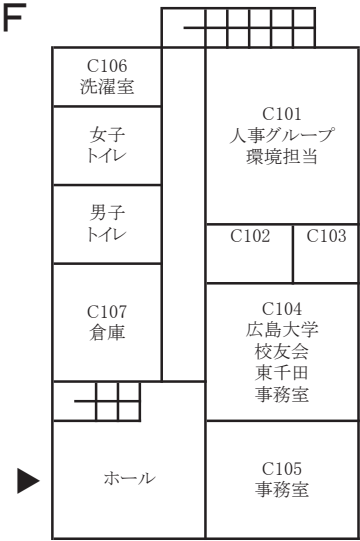 F
C106
洗濯室
女子
トイレ
男子
トイレ
C107
倉庫
ホール
C101
人事グループ
環境担当
C102
C103
C104
広島大学
校友会
東千田
事務室
C105
事務室